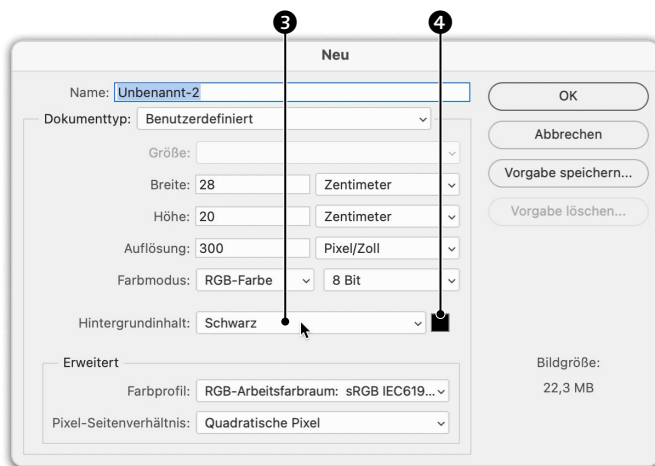 ❸ ❹
Neu
Name: Unbenannt-2
OK
Dokumenttyp: Benutzerdefiniert
Abbrechen
Größe:
Vorgabe speichern...
Breite: 28 Zentimeter
Höhe: 20 Zentimeter
Vorgabe löschen...
Auflösung: 300 Pixel/Zoll
Farbmodus: RGB-Farbe 8 Bit
Hintergrundinhalt: Schwarz
Erweitert
Bildgröße:
Farbprofil: RGB-Arbeitsfarbraum: sRGB IEC619...
22,3 MB
Pixel-Seitenverhältnis: Quadratische Pixel